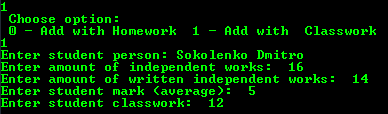 1
Choose option:
0 - Add with Homework 1 - Add with Classwork
1
Enter student person: Sokolenko Dmitro
Enter amount of independent works: 16
Enter amount of written independent works: 14
Enter student mark (average): 5
Enter student classwork: 12